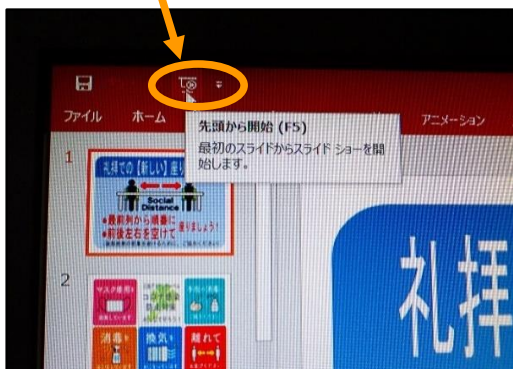 ファイル
ホーム
アニメーション
先頭から開始 (F5)
最初のスライドからスライド ショーを開
始します。
1
礼拝での【新しい】座り
Social
Distance
●最前列から順番に
●前後左右を空けて
座りましょう!
2
マスク着用
消毒
換気
離れて
礼拝